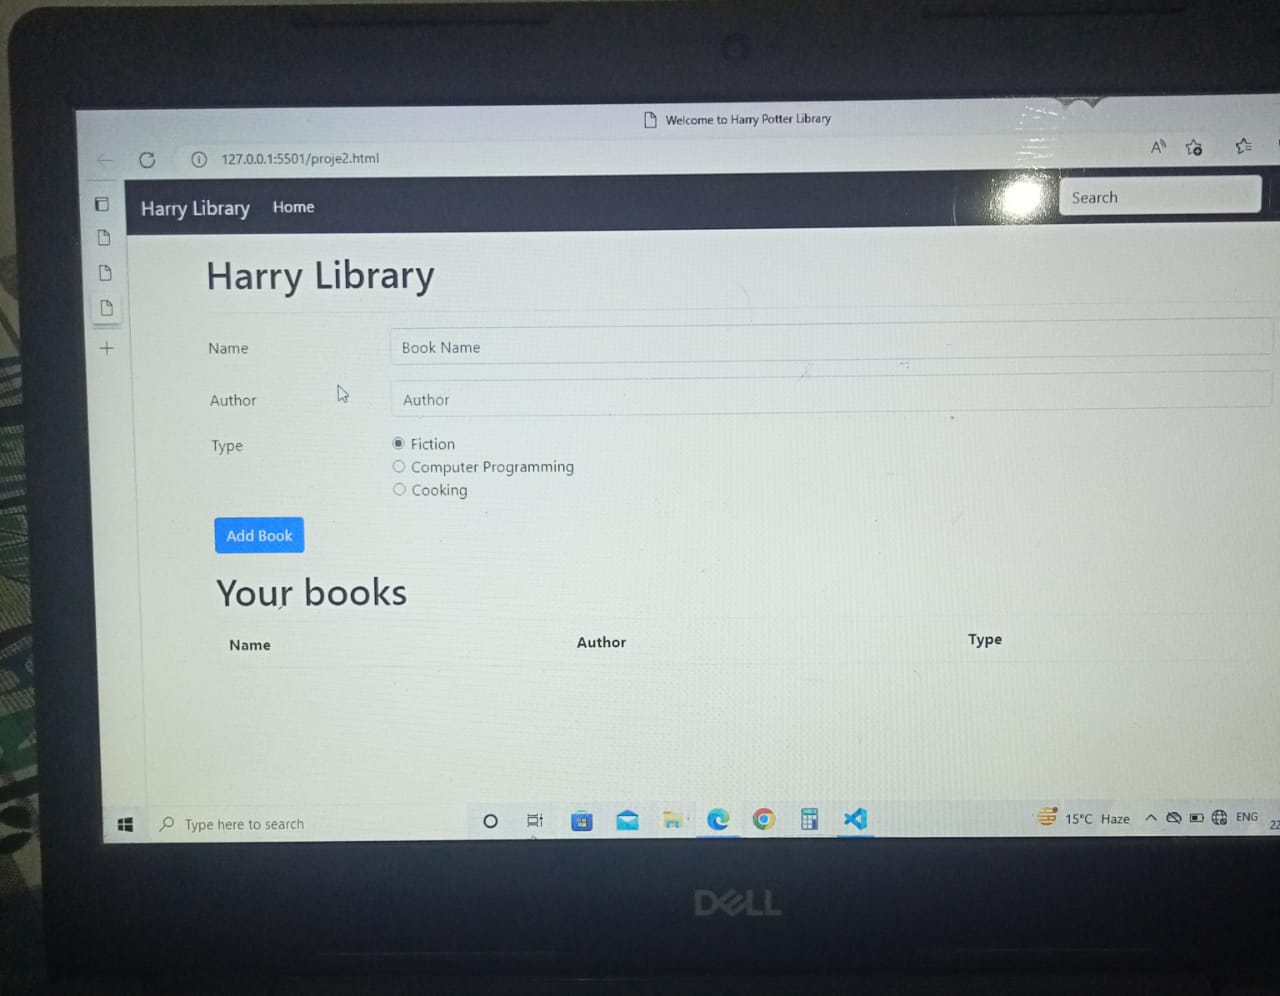 Welcome to Harry Potter Library
127.0.0.1:5501/proje2.html
Harry Library Home Search
Harry Library
Name Book Name
Author Author
Type Fiction
Computer Programming
Cooking
Add Book
Your books
Name Author Type
Type here to search 15°C Haze ENG
DELL